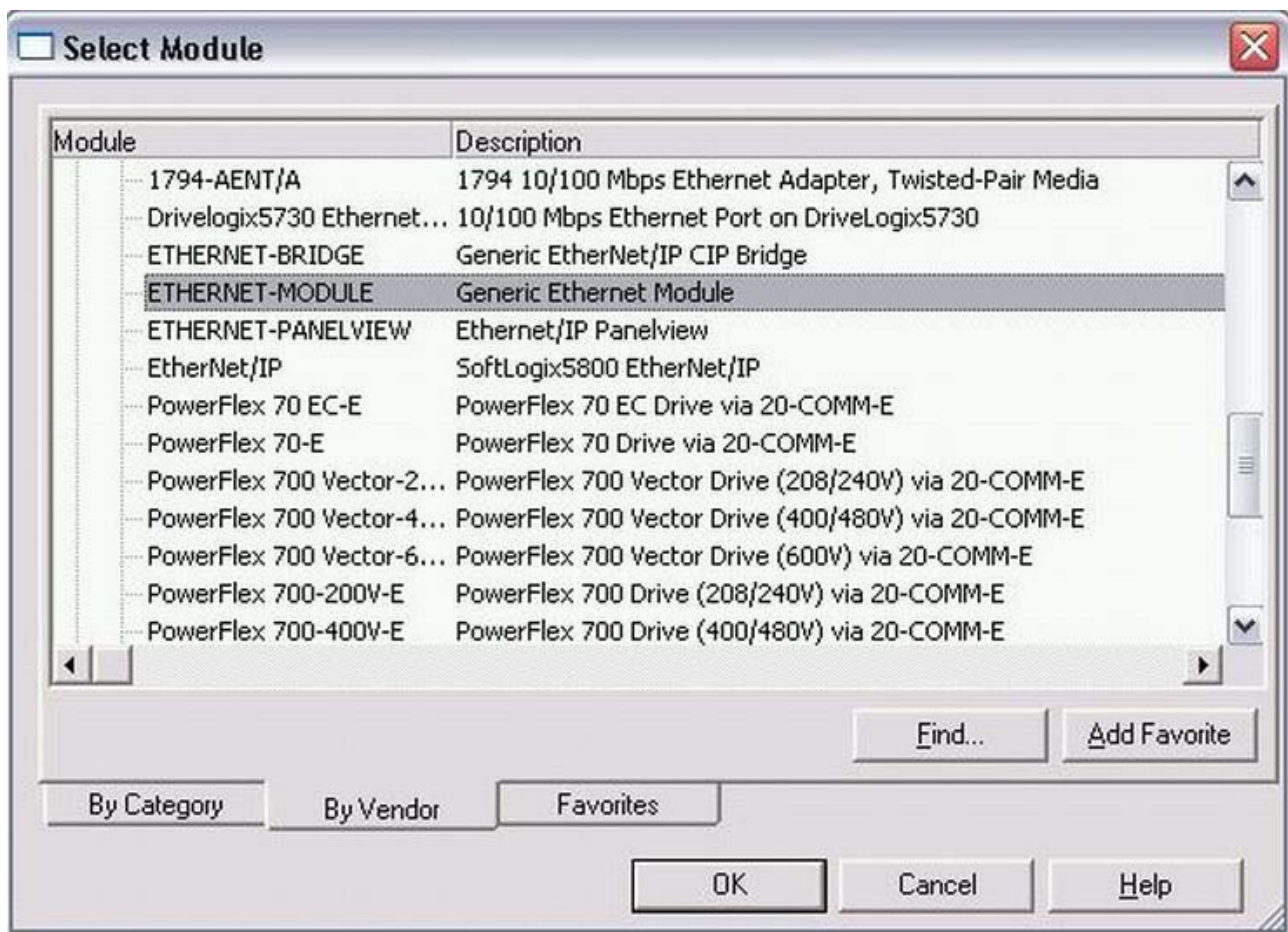 Select Module
Module Description
1794-AENT/A 1794 10/100 Mbps Ethernet Adapter, Twisted-Pair Media
Drivelogix5730 Ethernet... 10/100 Mbps Ethernet Port on DriveLogix5730
ETHERNET-BRIDGE Generic EtherNet/IP CIP Bridge
ETHERNET-MODULE Generic Ethernet Module
ETHERNET-PANELVIEW Ethernet/IP Panelview
EtherNet/IP SoftLogix5800 EtherNet/IP
PowerFlex 70 EC-E PowerFlex 70 EC Drive via 20-COMM-E
PowerFlex 70-E PowerFlex 70 Drive via 20-COMM-E
PowerFlex 700 Vector-2... PowerFlex 700 Vector Drive (208/240V) via 20-COMM-E
PowerFlex 700 Vector-4... PowerFlex 700 Vector Drive (400/480V) via 20-COMM-E
PowerFlex 700 Vector-6... PowerFlex 700 Vector Drive (600V) via 20-COMM-E
PowerFlex 700-200V-E PowerFlex 700 Drive (208/240V) via 20-COMM-E
PowerFlex 700-400V-E PowerFlex 700 Drive (400/480V) via 20-COMM-E
Find... Add Favorite
By Category By Vendor Favorites
OK Cancel Help